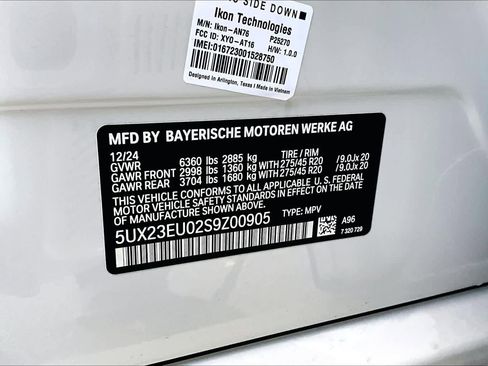 SIDE DOWN
Ikon Technologies
M/N: Ikon-AN76 P25270
FCC ID: XYO-AT16 H/W: 1.0.0
IMEI:016723001528750
Designed in Arlington, Texas | Made in Vietnam
MFD BY BAYERISCHE MOTOREN WERKE AG
12/24
GVWR 6360 lbs 2885 kg TIRE / RIM
GAWR FRONT 2998 lbs 1360 kg WITH 275/45 R20 /9.0Jx 20
GAWR REAR 3704 lbs 1680 kg WITH 275/45 R20 /9.0Jx 20
THIS VEHICLE CONFORMS TO ALL APPLICABLE U.S. FEDERAL
MOTOR VEHICLE SAFETY STANDARDS IN EFFECT ON THE DATE
OF MANUFACTURE SHOWN ABOVE.
5UX23EU02S9Z00905 TYPE: MPV
A96
7 320 729